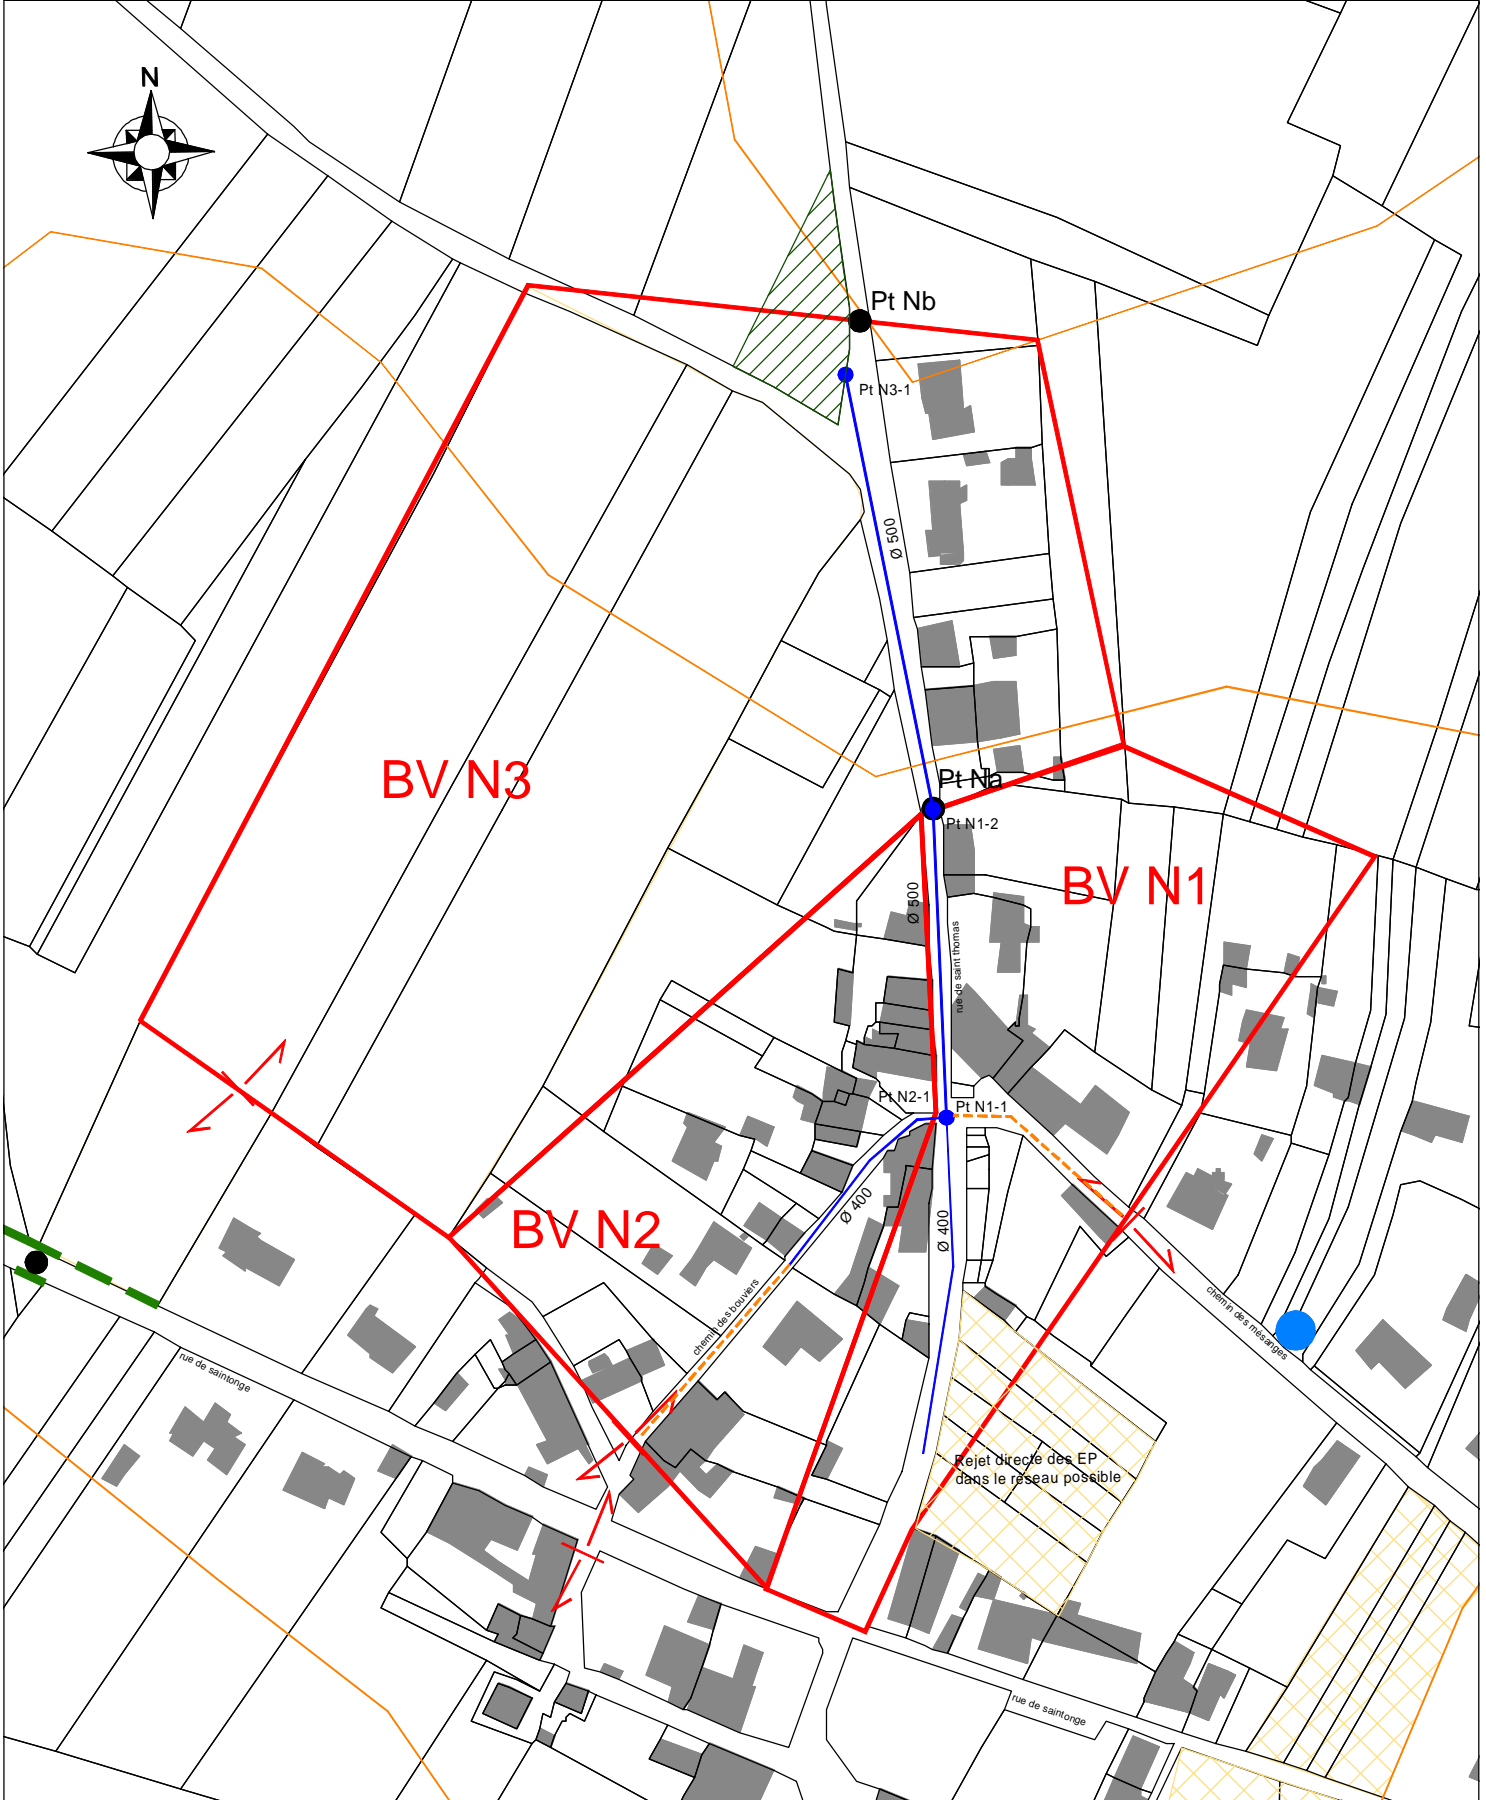 N
Pt Nb
Pt N3-1
Ø 500
BV N3
Pt Na
Pt N1-2
BV N1
Ø 500
rue de saint thomas
Pt N2-1
Pt N1-1
Ø 400
BV N2
Ø 400
chemin des bouviers
chemin des mésanges
rue de saintonge
Rejet directe des EP
dans le réseau possible
rue de saintonge